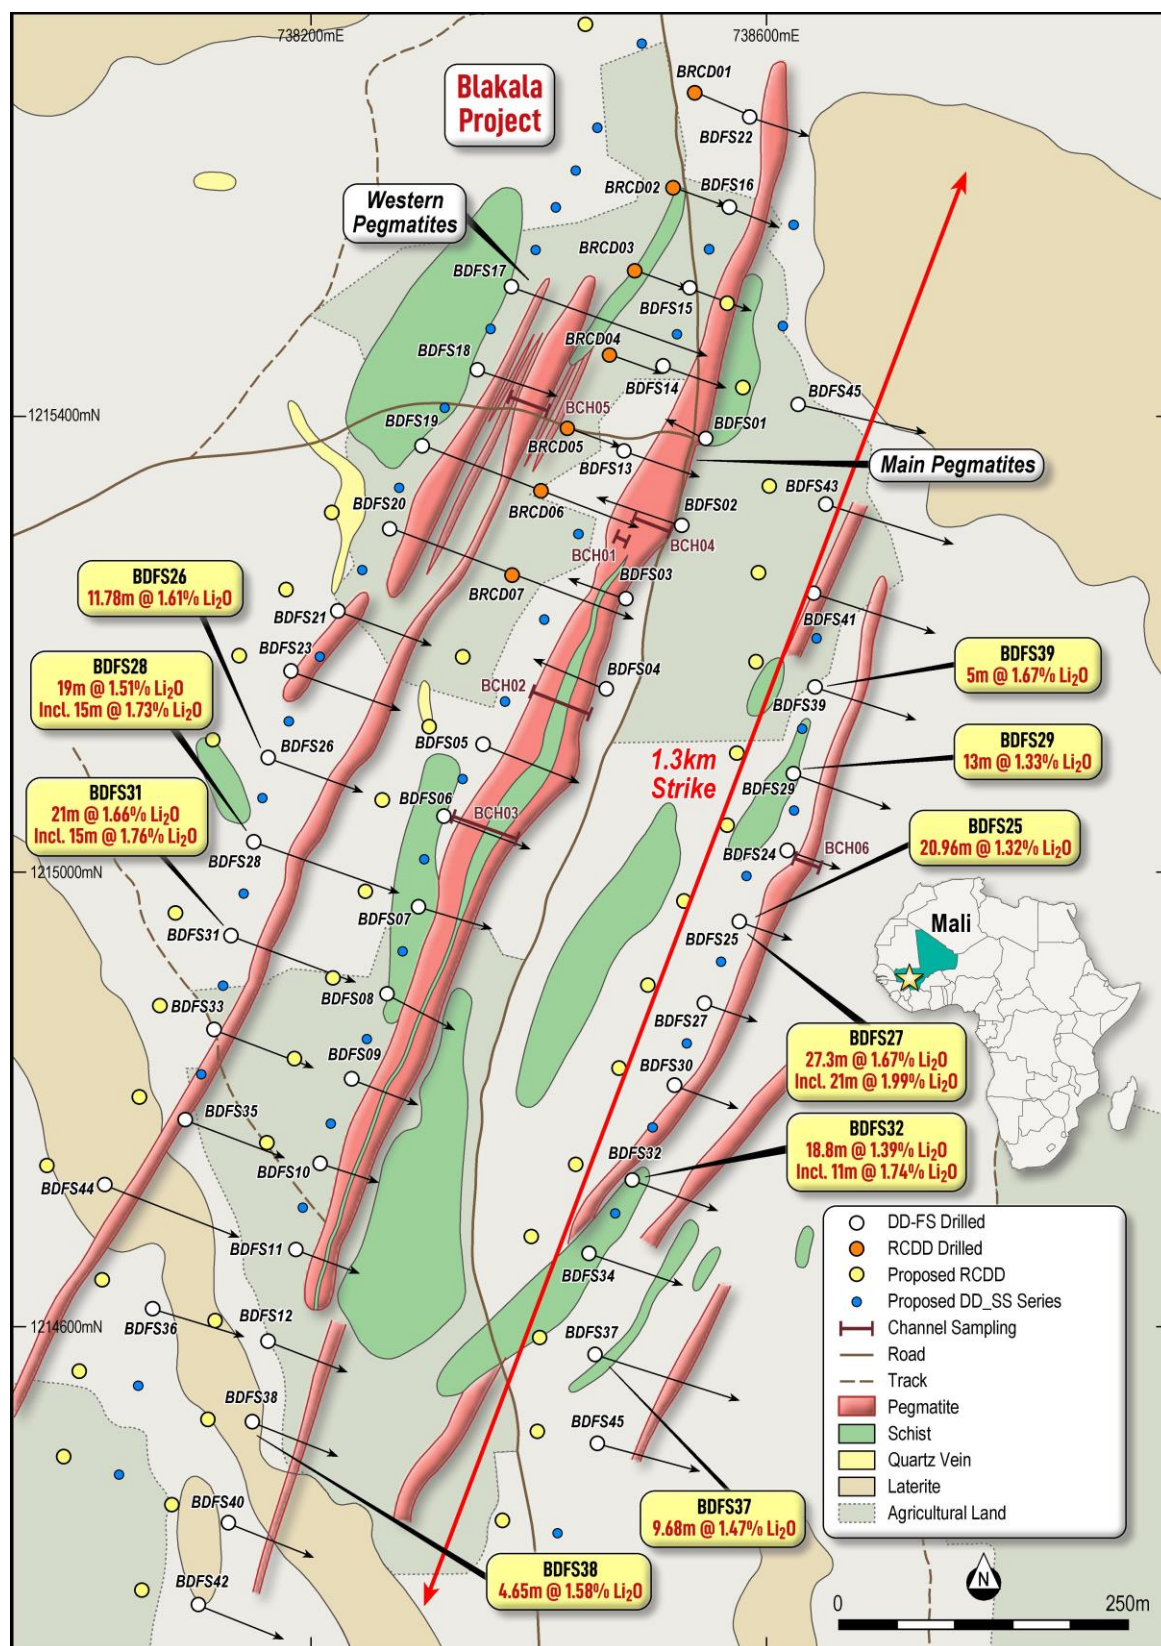 738200mE
738600mE
Blakala
Project
BRCD01
BDFS22
BRCD02
BDFS16
Western
Pegmatites
BRCD03
BDFS17
BDFS15
BRCD04
BDFS18
BDFS14
BDFS45
1215400mN
BCH05
BDFS19
BRCD05
BDFS01
BDFS13
Main Pegmatites
BDFS43
BDFS20
BRCD06
BDFS02
BCH01
BCH04
BDFS03
BDFS26
11.78m @ 1.61% Li₂O
BRCD07
BDFS21
BDFS41
BDFS23
BDFS04
BDFS28
19m @ 1.51% Li₂O
Incl. 15m @ 1.73% Li₂O
BCH02
BDFS39
5m @ 1.67% Li₂O
BDFS39
BDFS26
BDFS05
1.3km
Strike
BDFS29
13m @ 1.33% Li₂O
BDFS31
21m @ 1.66% Li₂O
Incl. 15m @ 1.76% Li₂O
BDFS06
BCH03
BDFS29
BDFS25
20.96m @ 1.32% Li₂O
BDFS28
BDFS24
BCH06
1215000mN
BDFS07
Mali
BDFS31
BDFS25
BDFS33
BDFS08
BDFS27
BDFS27
27.3m @ 1.67% Li₂O
Incl. 21m @ 1.99% Li₂O
BDFS09
BDFS30
BDFS35
BDFS32
18.8m @ 1.39% Li₂O
Incl. 11m @ 1.74% Li₂O
BDFS32
BDFS10
BDFS44
BDFS11
BDFS34
DD-FS Drilled
RCDD Drilled
Proposed RCDD
Proposed DD_SS Series
Channel Sampling
Road
Track
Pegmatite
Schist
Quartz Vein
Laterite
Agricultural Land
1214600mN
BDFS36
BDFS12
BDFS37
BDFS38
BDFS45
BDFS40
BDFS37
9.68m @ 1.47% Li₂O
BDFS38
4.65m @ 1.58% Li₂O
BDFS42
N
0
250m